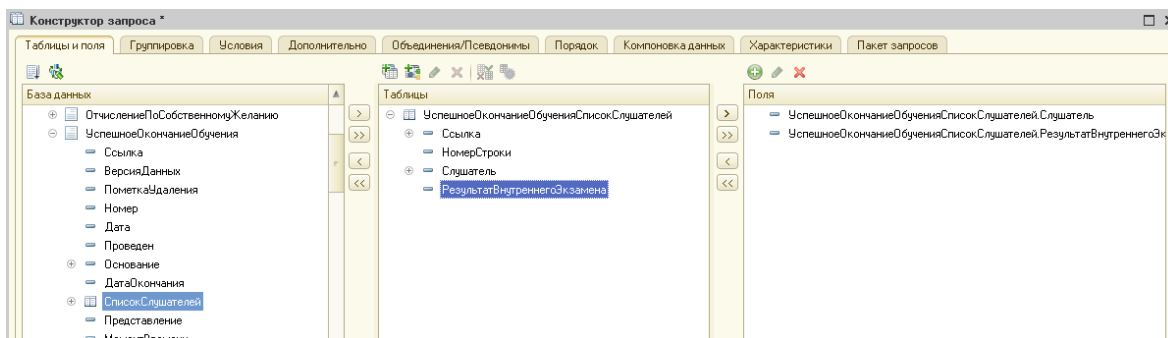 Конструктор запроса *
Таблицы и поля Группировка Условия Дополнительно Объединения/Псевдонимы Порядок Компоновка данных Характеристики Пакет запросов
База данных
ОтчислениеПоСобственномуЖеланию
УспешноеОкончаниеОбучения
Ссылка
ВерсияДанных
ПометкаУдаления
Номер
Дата
Проведен
Основание
ДатаОкончания
СписокСлушателей
Представление
Таблицы
УспешноеОкончаниеОбученияСписокСлушателей
Ссылка
НомерСтроки
Слушатель
РезультатВнутреннегоЭкзамена
Поля
УспешноеОкончаниеОбученияСписокСлушателей.Слушатель
УспешноеОкончаниеОбученияСписокСлушателей.РезультатВнутреннегоЭк